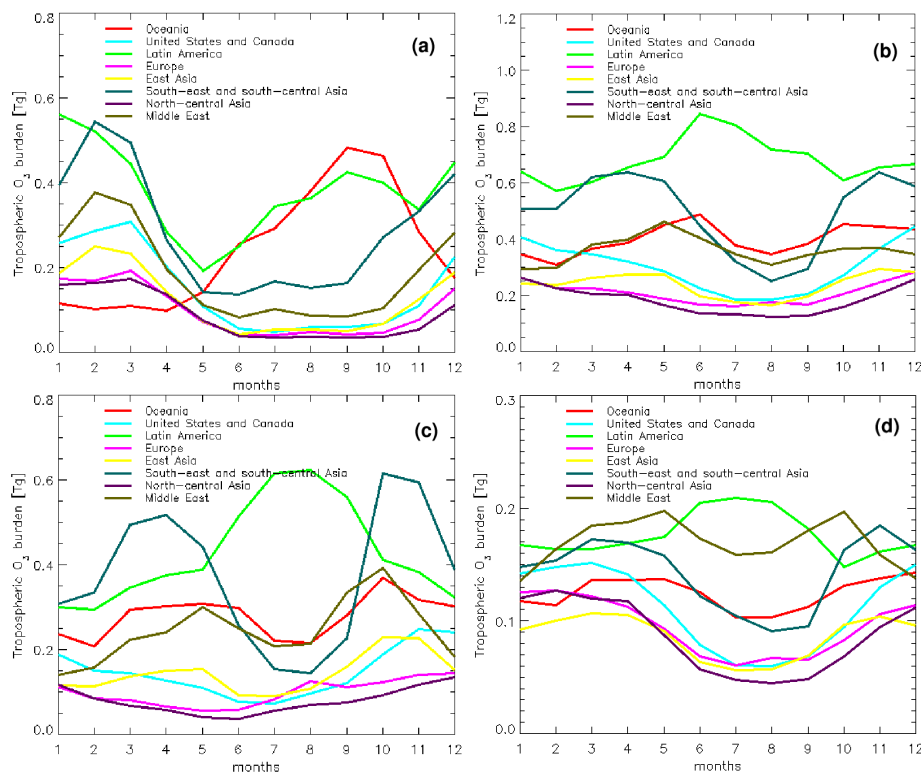 0.8
0.6
0.4
0.2
0.0
Tropospheric O3 burden [Tg]
Oceania
United States and Canada
Latin America
Europe
East Asia
South-east and south-central Asia
North-central Asia
Middle East
(a)
1 2 3 4 5 6 7 8 9 10 11 12
months
1.2
1.0
0.8
0.6
0.4
0.2
0.0
Tropospheric O3 burden [Tg]
Oceania
United States and Canada
Latin America
Europe
East Asia
South-east and south-central Asia
North-central Asia
Middle East
(b)
1 2 3 4 5 6 7 8 9 10 11 12
months
0.8
0.6
0.4
0.2
0.0
Tropospheric O3 burden [Tg]
Oceania
United States and Canada
Latin America
Europe
East Asia
South-east and south-central Asia
North-central Asia
Middle East
(c)
1 2 3 4 5 6 7 8 9 10 11 12
months
0.3
0.2
0.1
0.0
Tropospheric O3 burden [Tg]
Oceania
United States and Canada
Latin America
Europe
East Asia
South-east and south-central Asia
North-central Asia
Middle East
(d)
1 2 3 4 5 6 7 8 9 10 11 12
months